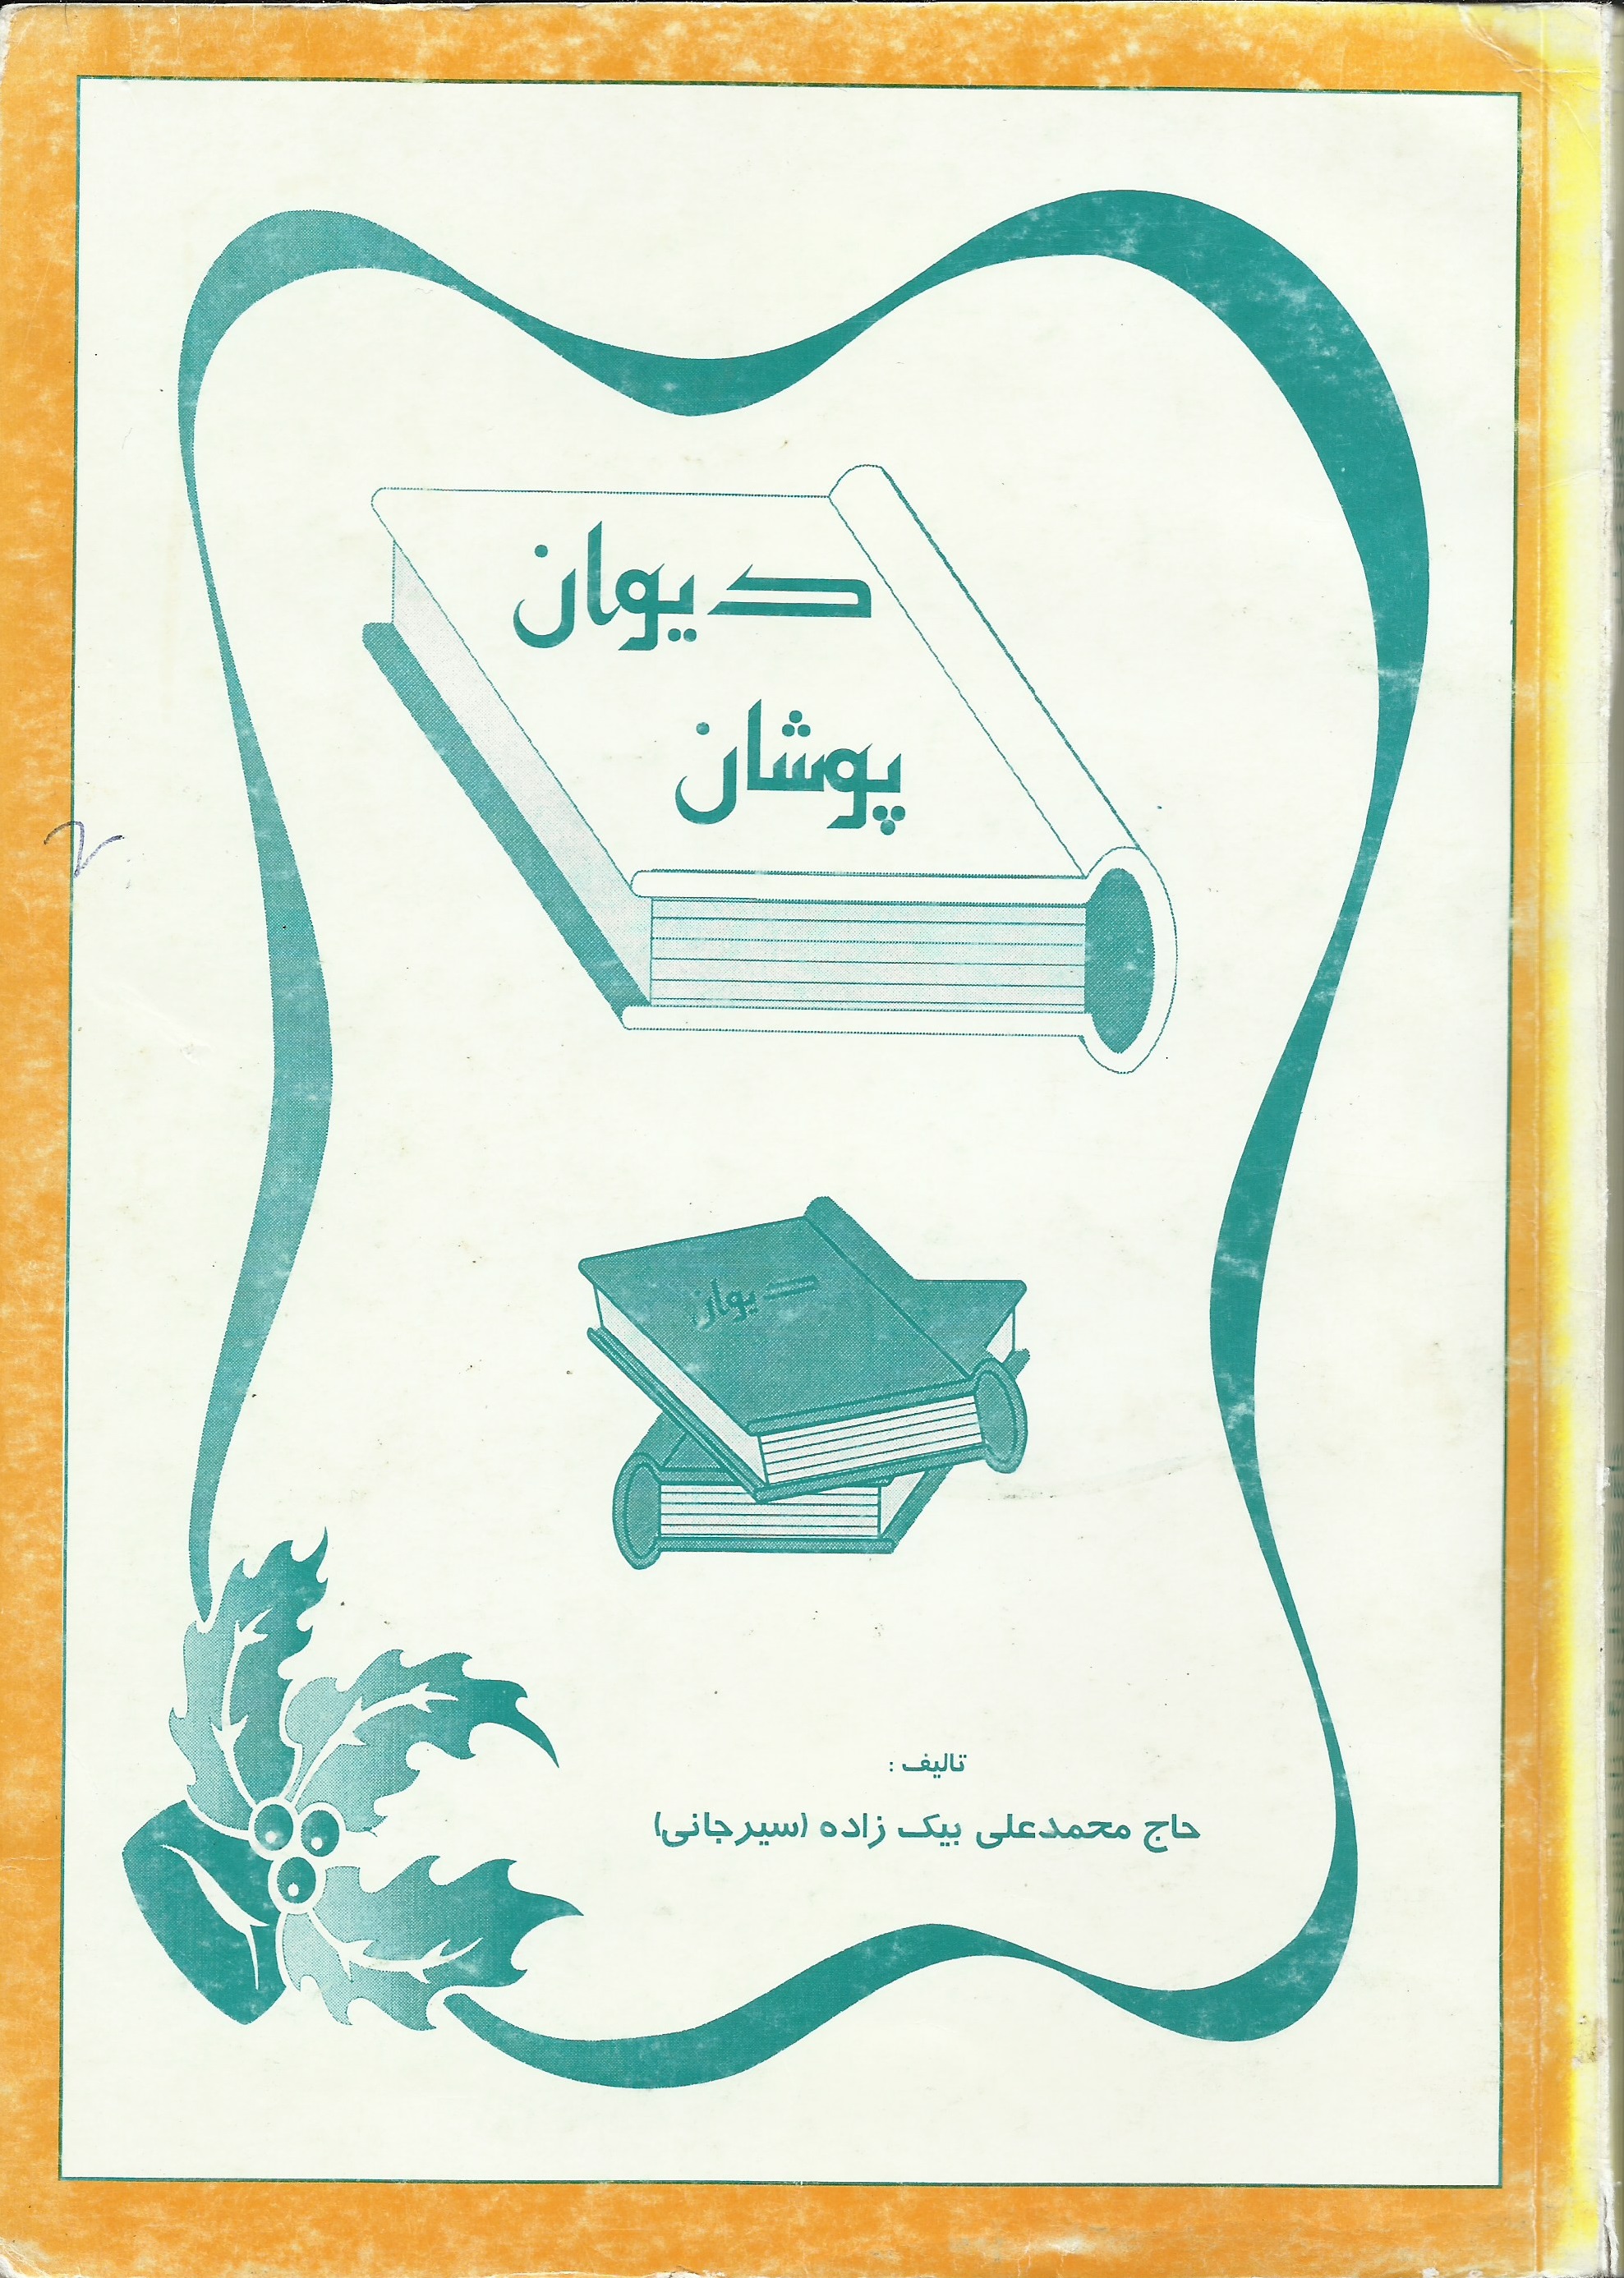 دیوان
پوشان
دیوان
تالیف :
حاج محمدعلی بیک زاده (سیرجانی)